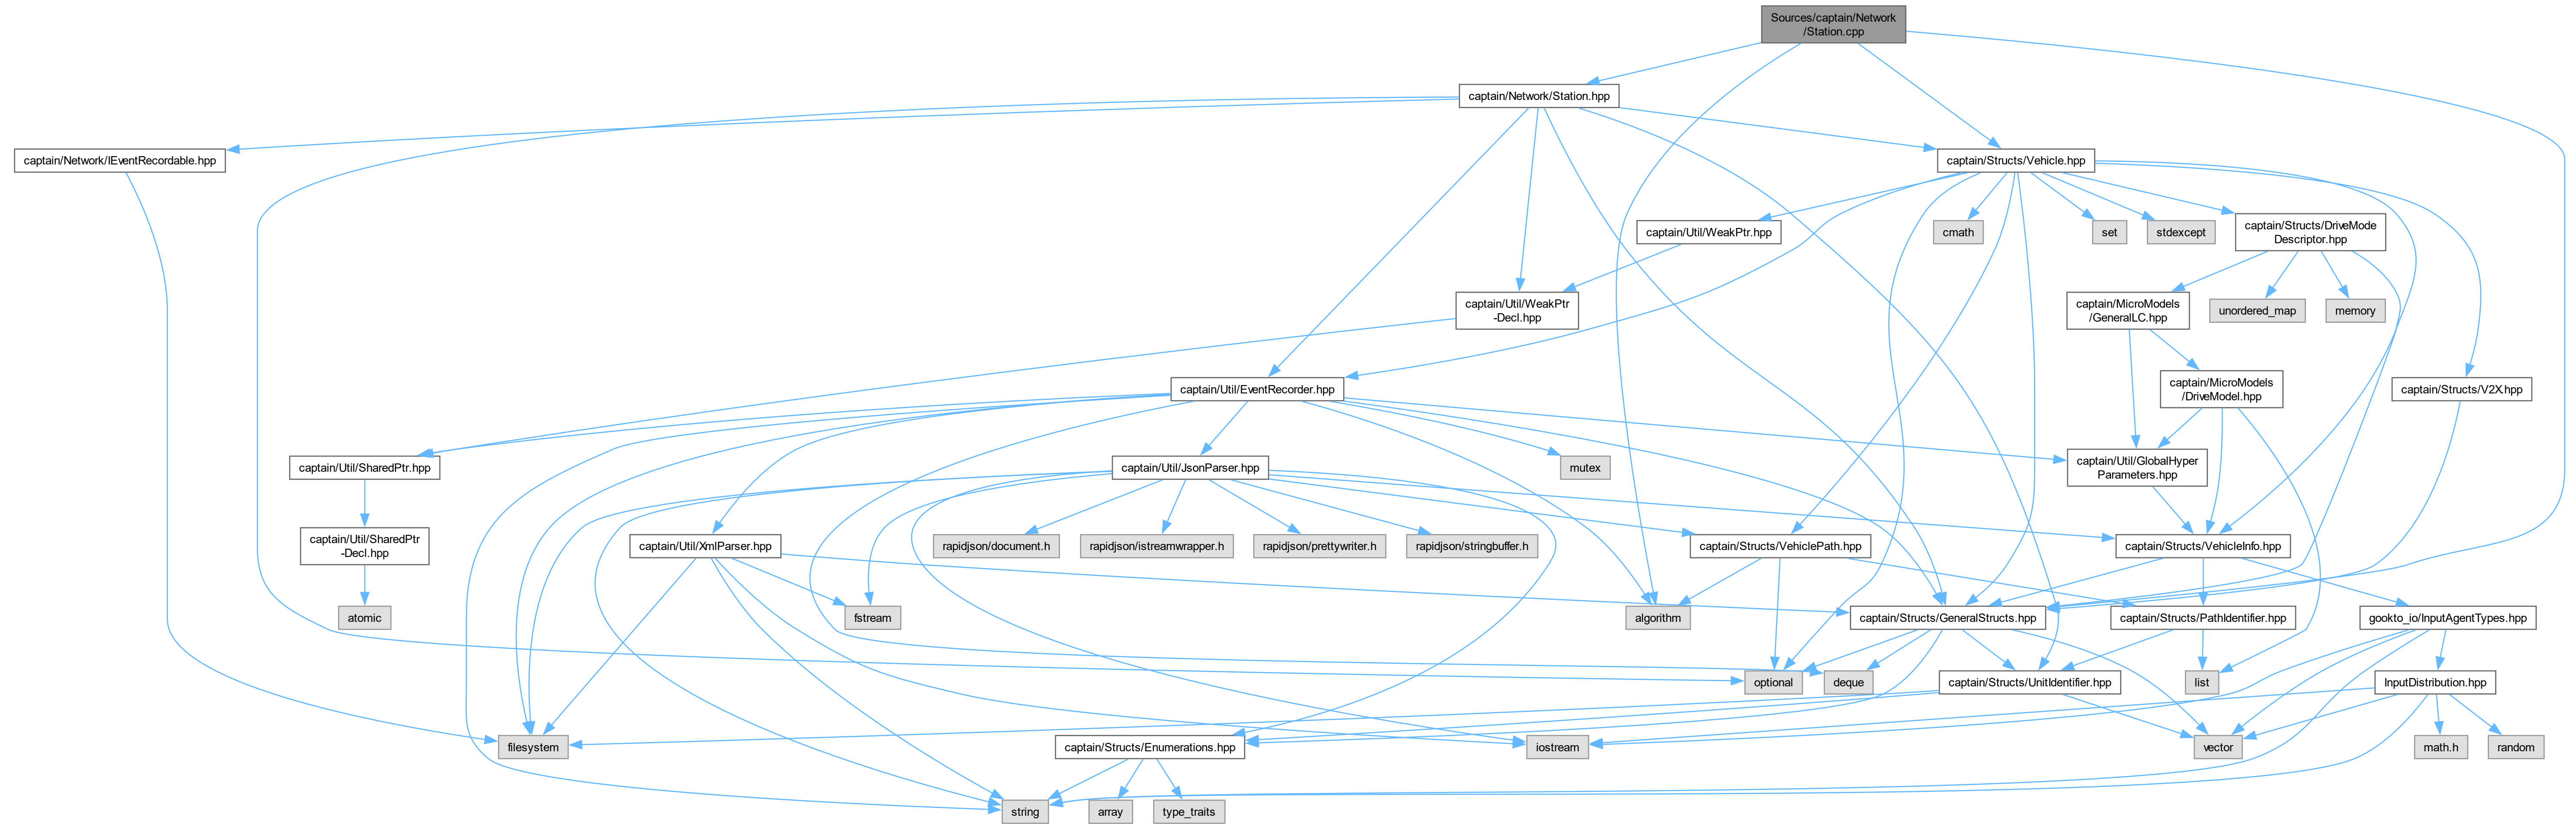 Sources/captain/Network
/Station.cpp
captain/Network/Station.hpp
captain/Network/IEventRecordable.hpp
captain/Structs/Vehicle.hpp
captain/Util/WeakPtr.hpp
cmath
set
stdexcept
captain/Structs/DriveMode
Descriptor.hpp
captain/Util/WeakPtr
-Decl.hpp
captain/MicroModels
/GeneralLC.hpp
unordered_map
memory
captain/Util/EventRecorder.hpp
captain/MicroModels
/DriveModel.hpp
captain/Structs/V2X.hpp
captain/Util/SharedPtr.hpp
captain/Util/JsonParser.hpp
mutex
captain/Util/GlobalHyper
Parameters.hpp
captain/Util/SharedPtr
-Decl.hpp
captain/Util/XmlParser.hpp
rapidjson/document.h
rapidjson/istreamwrapper.h
rapidjson/prettywriter.h
rapidjson/stringbuffer.h
captain/Structs/VehiclePath.hpp
captain/Structs/VehicleInfo.hpp
atomic
fstream
algorithm
captain/Structs/GeneralStructs.hpp
captain/Structs/PathIdentifier.hpp
gookto_io/InputAgentTypes.hpp
optional
deque
captain/Structs/UnitIdentifier.hpp
list
InputDistribution.hpp
filesystem
captain/Structs/Enumerations.hpp
iostream
vector
math.h
random
string
array
type_traits